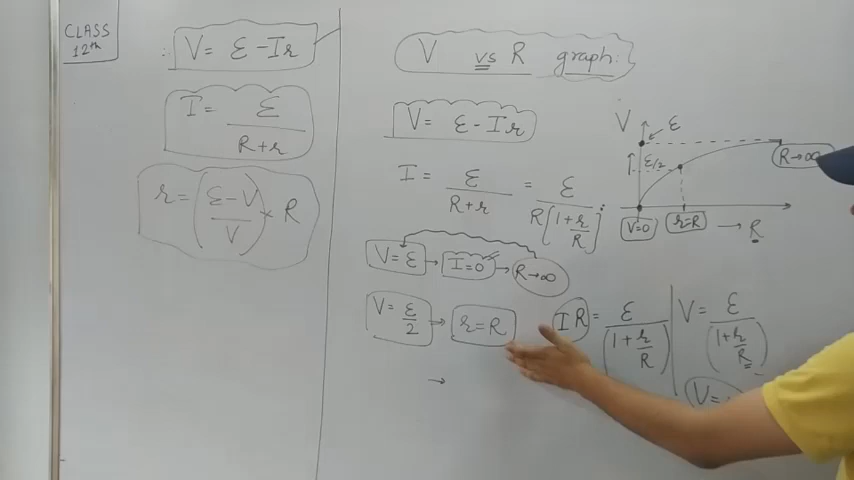 CLASS
12th
∴ V = ε - Ir
I = ε / (R+r)
r = ((ε - V) / V) × R
V vs R graph:
V = ε - Ir
I = ε / (R+r) = ε / R[1 + r/R]
V = ε → I=0 → R→∞
V = ε/2 → r = R
→
V
ε
ε/2
R→∞
V=0
r=R
→ R
IR = ε / (1 + r/R)
V = ε / (1 + r/R)
V =